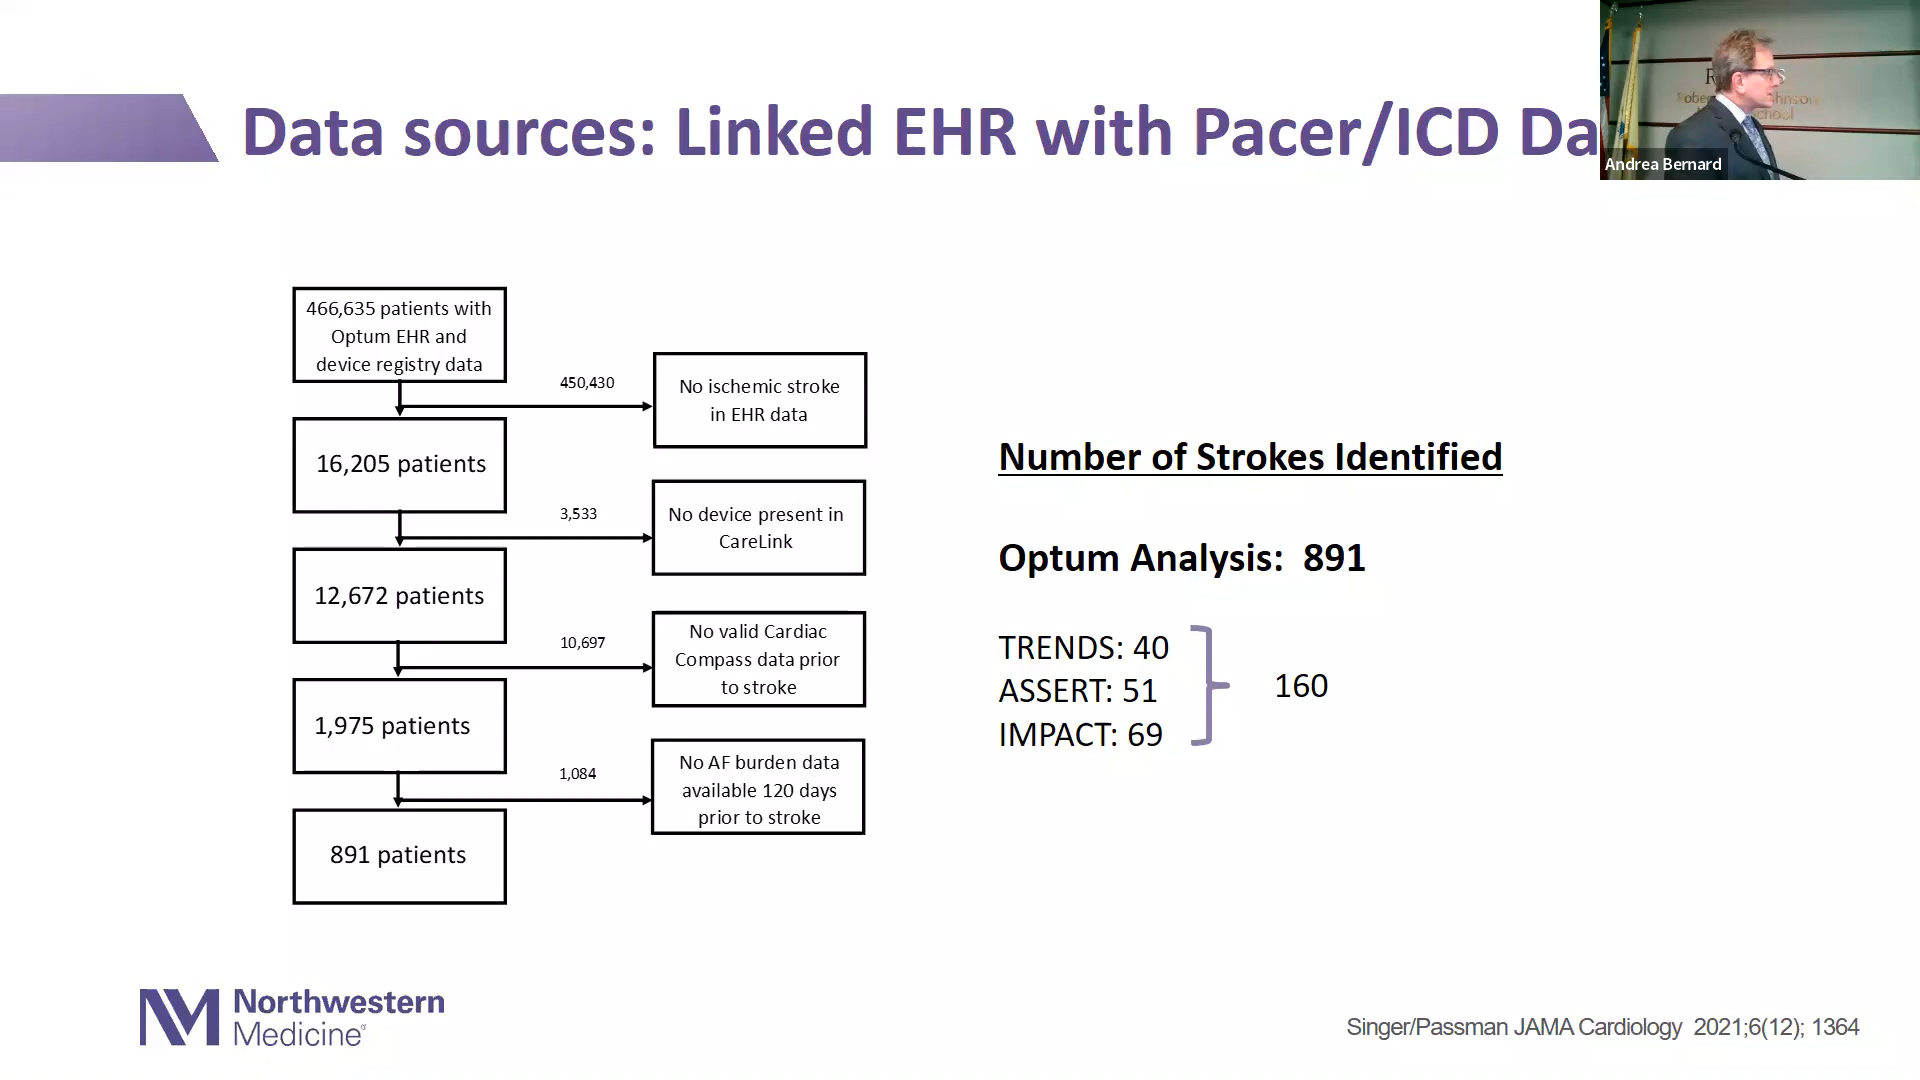 Data sources: Linked EHR with Pacer/ICD Da
Andrea Bernard
466,635 patients with
Optum EHR and
device registry data
450,430
No ischemic stroke
in EHR data
16,205 patients
3,533
No device present in
CareLink
12,672 patients
10,697
No valid Cardiac
Compass data prior
to stroke
1,975 patients
1,084
No AF burden data
available 120 days
prior to stroke
891 patients
Number of Strokes Identified
Optum Analysis: 891
TRENDS: 40
ASSERT: 51
IMPACT: 69
160
Northwestern
Medicine
Singer/Passman JAMA Cardiology 2021;6(12); 1364